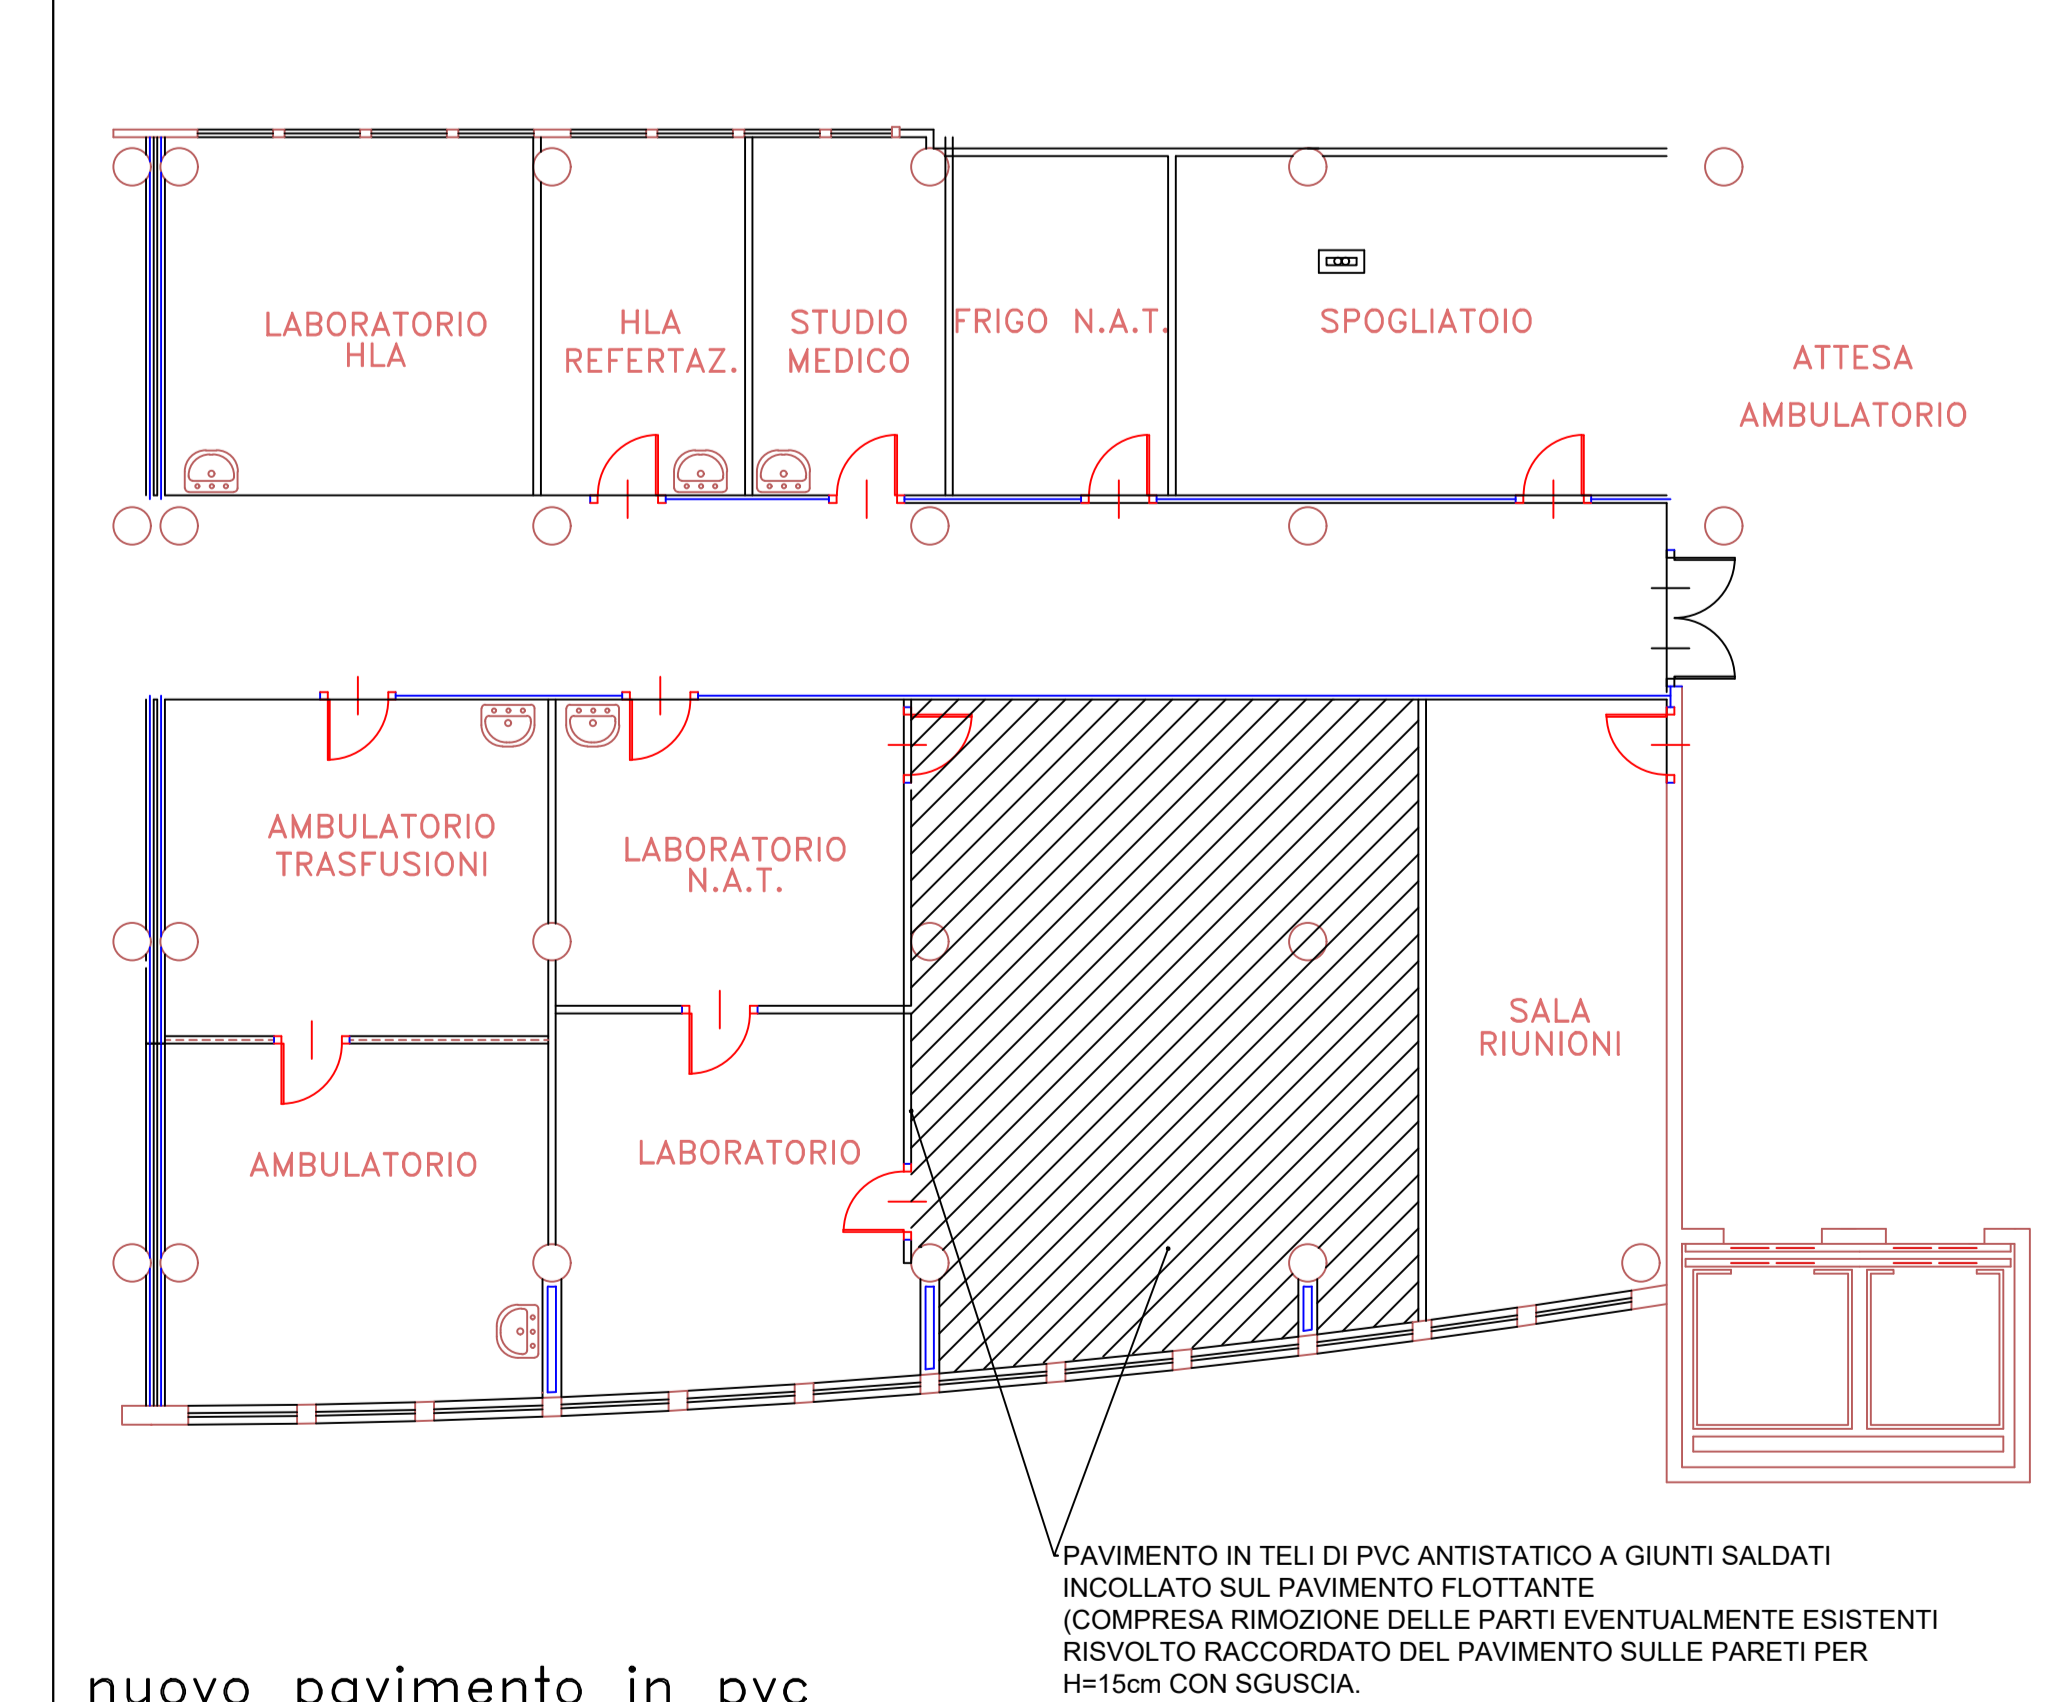 LABORATORIO
HLA
HLA
REFERTAZ.
STUDIO
MEDICO
FRIGO N.A.T.
SPOGLIATOIO
ATTESA
AMBULATORIO
AMBULATORIO
TRASFUSIONI
LABORATORIO
N.A.T.
SALA
RIUNIONI
AMBULATORIO
LABORATORIO
PAVIMENTO IN TELI DI PVC ANTISTATICO A GIUNTI SALDATI
INCOLLATO SUL PAVIMENTO FLOTTANTE
(COMPRESA RIMOZIONE DELLE PARTI EVENTUALMENTE ESISTENTI
RISVOLTO RACCORDATO DEL PAVIMENTO SULLE PARETI PER
H=15cm CON SGUSCIA.
nuovo pavimento in pvc